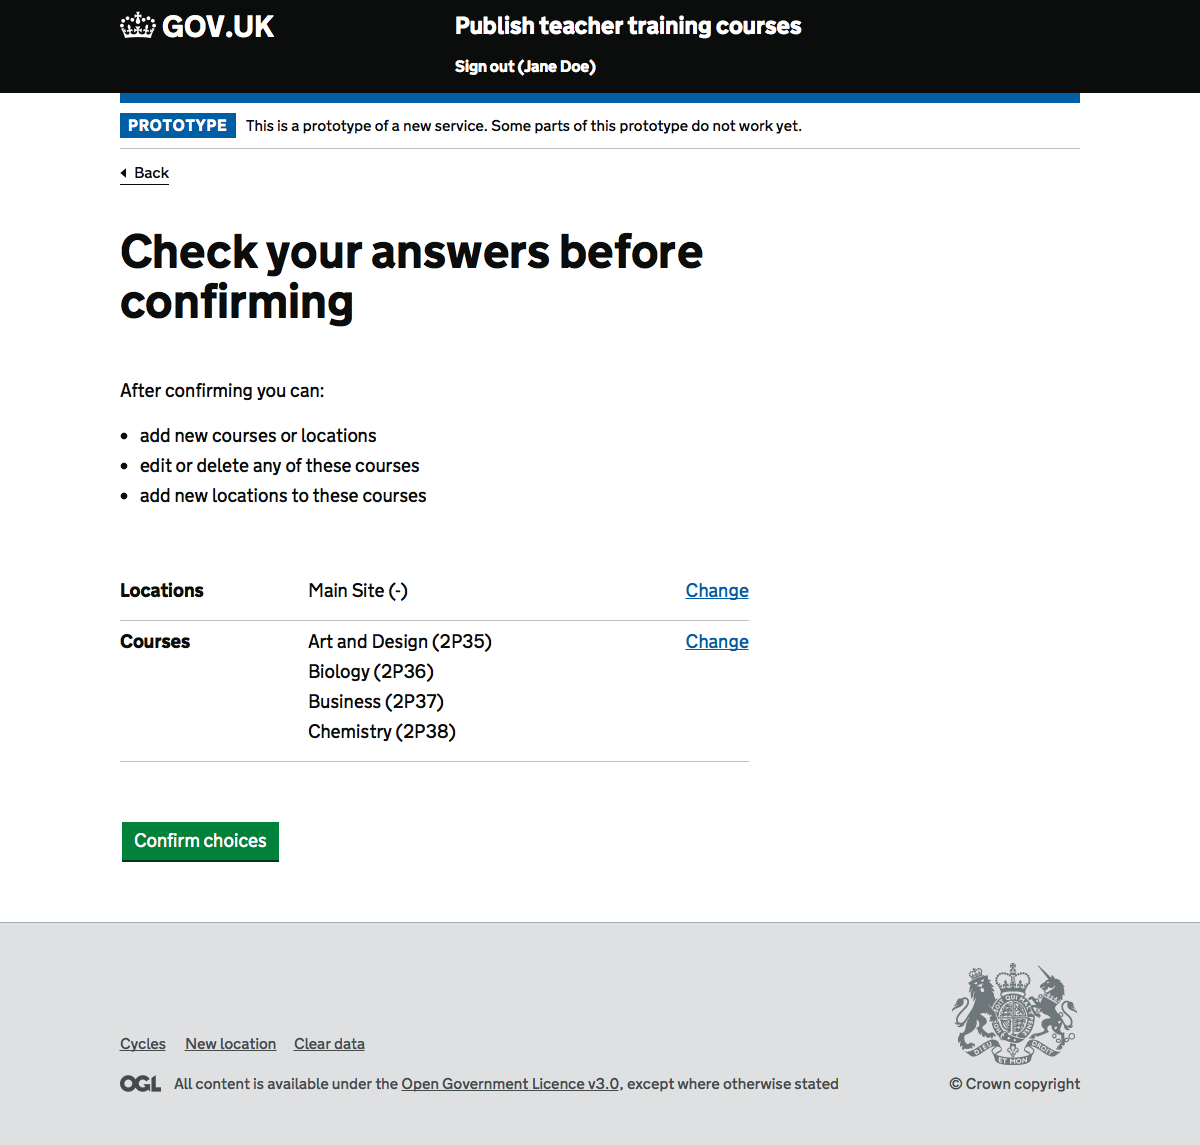 GOV.UK
Publish teacher training courses
Sign out (Jane Doe)
PROTOTYPE This is a prototype of a new service. Some parts of this prototype do not work yet.
Back
Check your answers before
confirming
After confirming you can:
• add new courses or locations
• edit or delete any of these courses
• add new locations to these courses
Locations Main Site (-) Change
Courses Art and Design (2P35) Change
Biology (2P36)
Business (2P37)
Chemistry (2P38)
Confirm choices
Cycles New location Clear data
OGL All content is available under the Open Government Licence v3.0, except where otherwise stated
DIEU ET MON DROIT
© Crown copyright